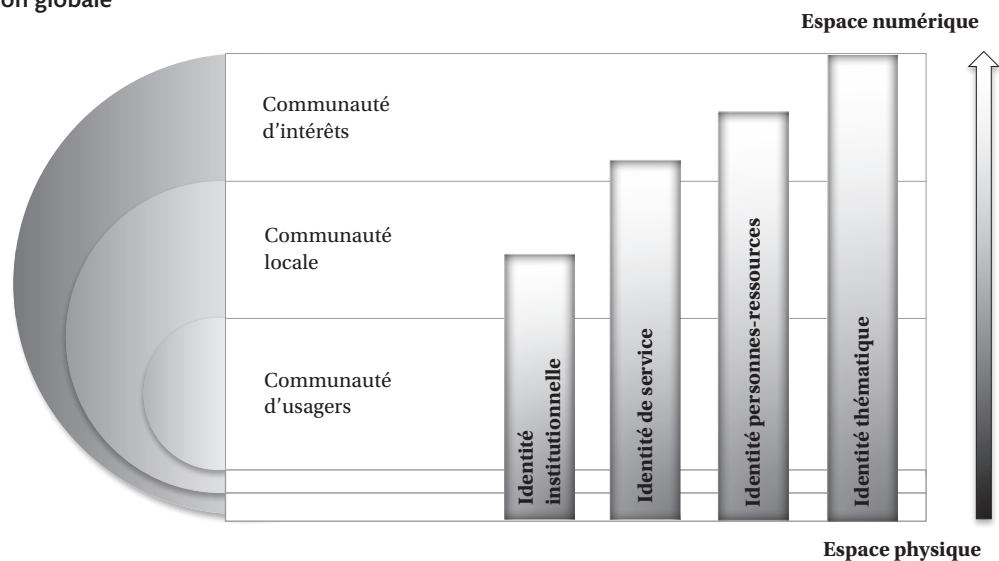 on globale
Espace numérique
Communauté
d'intérêts
Communauté
locale
Communauté
d'usagers
Identité
institutionnelle
Identité de service
Identité personnes-ressources
Identité thématique
Espace physique